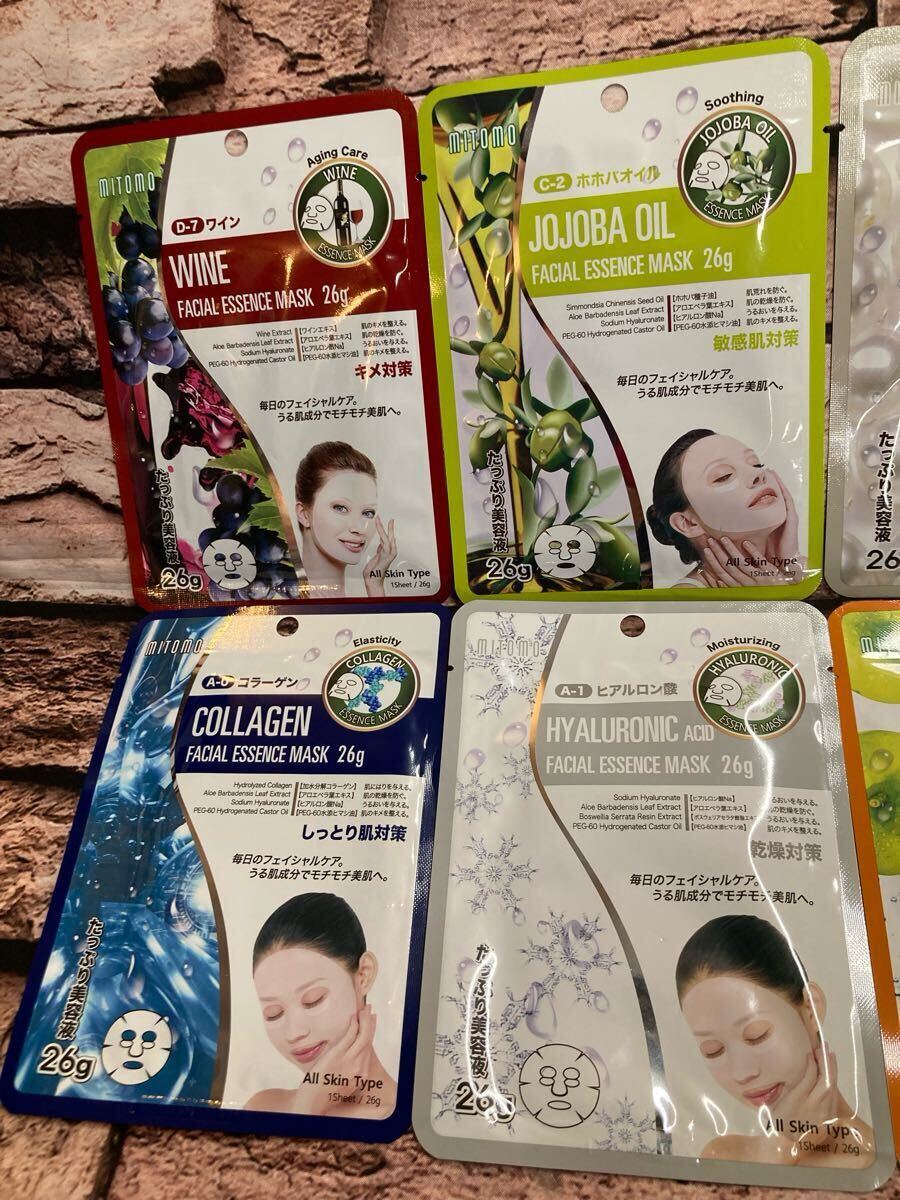 MITOMO
Aging Care
WINE
ESSENCE MASK
D-7 ワイン
WINE
FACIAL ESSENCE MASK 26g
Wine Extract 【ワインエキス】 肌のキメを整える。
Aloe Barbadensis Leaf Extract 【アロエベラ葉エキス】 肌の乾燥を防ぐ。
Sodium Hyaluronate 【ヒアルロン酸Na】 うるおいを与える。
PEG-60 Hydrogenated Castor Oil 【PEG-60水添ヒマシ油】 肌のキメを整える。
キメ対策
毎日のフェイシャルケア。
うる肌成分でモチモチ美肌へ。
たっぷり美容液
26g
All Skin Type
1Sheet / 26g
MITOMO
Soothing
JOJOBA OIL
ESSENCE MASK
C-2 ホホバオイル
JOJOBA OIL
FACIAL ESSENCE MASK 26g
Simmondsia Chinensis Seed Oil 【ホホバ種子油】 肌荒れを防ぐ。
Aloe Barbadensis Leaf Extract 【アロエベラ葉エキス】 肌の乾燥を防ぐ。
Sodium Hyaluronate 【ヒアルロン酸Na】 うるおいを与える。
PEG-60 Hydrogenated Castor Oil 【PEG-60水添ヒマシ油】 肌のキメを整える。
敏感肌対策
毎日のフェイシャルケア。
うる肌成分でモチモチ美肌へ。
たっぷり美容液
26g
All Skin Type
1Sheet / 26g
たっぷり美容液
26
MITOMO
Elasticity
COLLAGEN
ESSENCE MASK
コラーゲン
COLLAGEN
FACIAL ESSENCE MASK 26g
Hydrolyzed Collagen 【加水分解コラーゲン】 肌にはりを与える。
Aloe Barbadensis Leaf Extract 【アロエベラ葉エキス】 肌の乾燥を防ぐ。
Sodium Hyaluronate 【ヒアルロン酸Na】 うるおいを与える。
PEG-60 Hydrogenated Castor Oil 【PEG-60水添ヒマシ油】 肌のキメを整える。
しっとり肌対策
毎日のフェイシャルケア。
うる肌成分でモチモチ美肌へ。
たっぷり美容液
26g
All Skin Type
1Sheet / 26g
MITOMO
Moisturizing
HYALURONIC
ESSENCE MASK
A-1 ヒアルロン酸
HYALURONIC ACID
FACIAL ESSENCE MASK 26g
Sodium Hyaluronate 【ヒアルロン酸Na】 るおいを与える。
Aloe Barbadensis Leaf Extract 【アロエベラ葉エキス】 の乾燥を防ぐ。
Boswellia Serrata Resin Extract うるおいを与える。
PEG-60 Hydrogenated Castor Oil 【PEG-60水添ヒマシ油】 肌のキメを整える。
乾燥対策
毎日のフェイシャルケア。
うる肌成分でモチモチ美肌へ。
たっぷり美容液
26g
All Skin Type
1Sheet / 26g